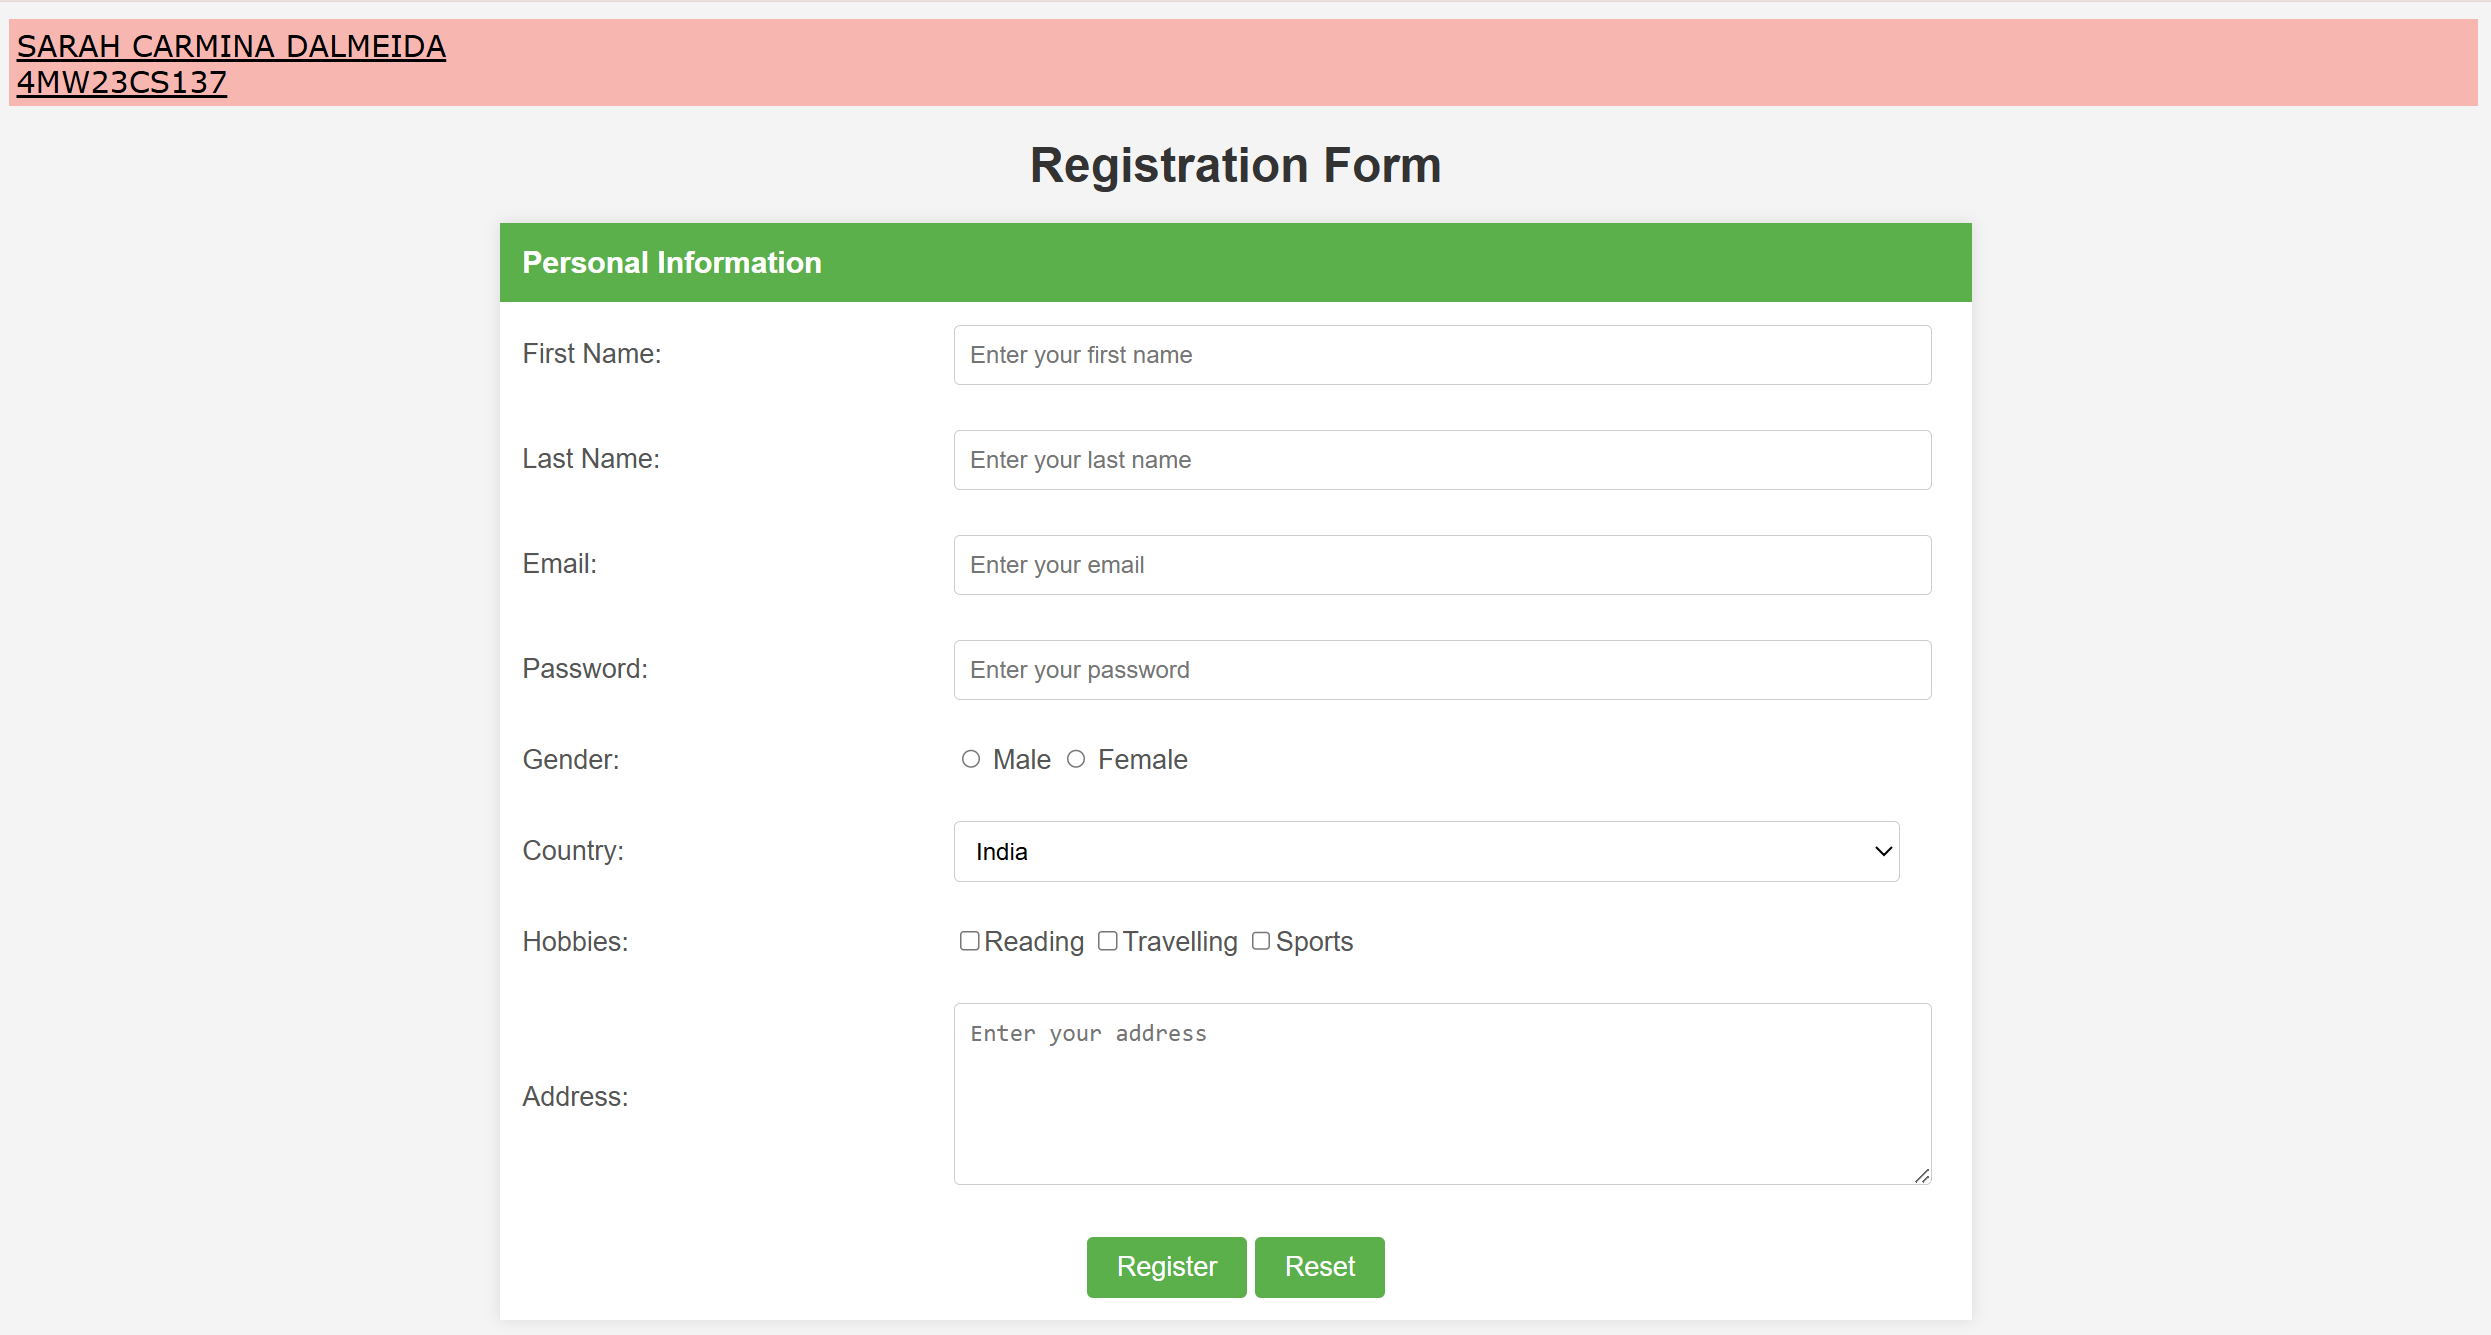 SARAH CARMINA DALMEIDA
4MW23CS137
Registration Form
Personal Information
First Name: Enter your first name
Last Name: Enter your last name
Email: Enter your email
Password: Enter your password
Gender: Male Female
Country: India
Hobbies: Reading Travelling Sports
Address: Enter your address
Register Reset